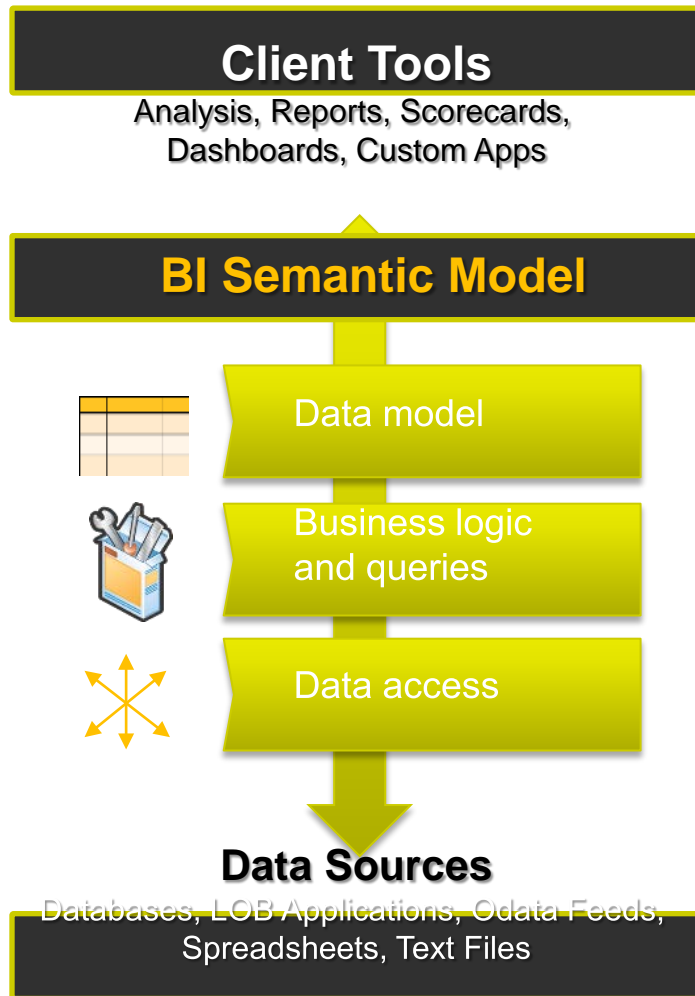 Client Tools
Analysis, Reports, Scorecards,
Dashboards, Custom Apps
BI Semantic Model
Data model
Business logic
and queries
Data access
Data Sources
Databases, LOB Applications, Odata Feeds,
Spreadsheets, Text Files